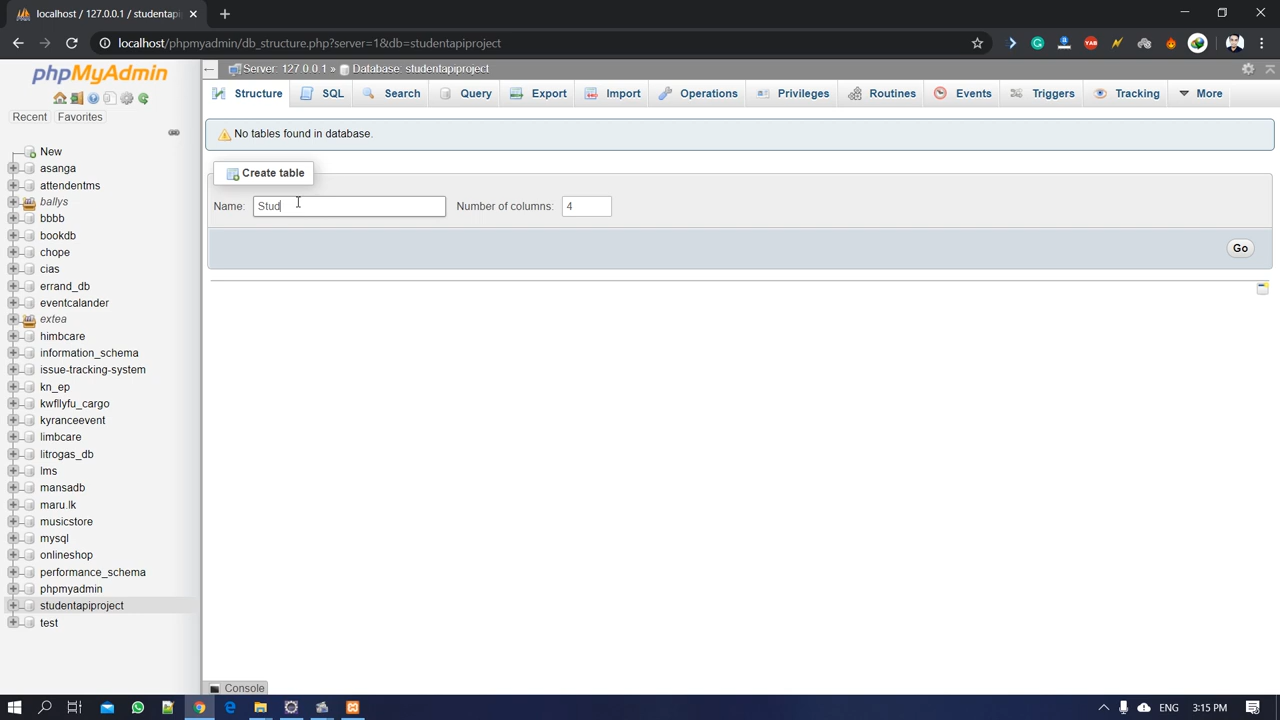 localhost / 127.0.0.1 / studentapi
localhost/phpmyadmin/db_structure.php?server=1&db=studentapiproject
phpMyAdmin
Server: 127.0.0.1 » Database: studentapiproject
Structure SQL Search Query Export Import Operations Privileges Routines Events Triggers Tracking More
Recent Favorites
No tables found in database.
New
asanga
attendentms
ballys
bbbb
bookdb
chope
cias
errand_db
eventcalander
extea
himbcare
information_schema
issue-tracking-system
kn_ep
kwfllyfu_cargo
kyranceevent
limbcare
litrogas_db
lms
mansadb
maru.lk
musicstore
mysql
onlineshop
performance_schema
phpmyadmin
studentapiproject
test
Create table
Name: Stud Number of columns: 4
Go
Console
ENG 3:15 PM